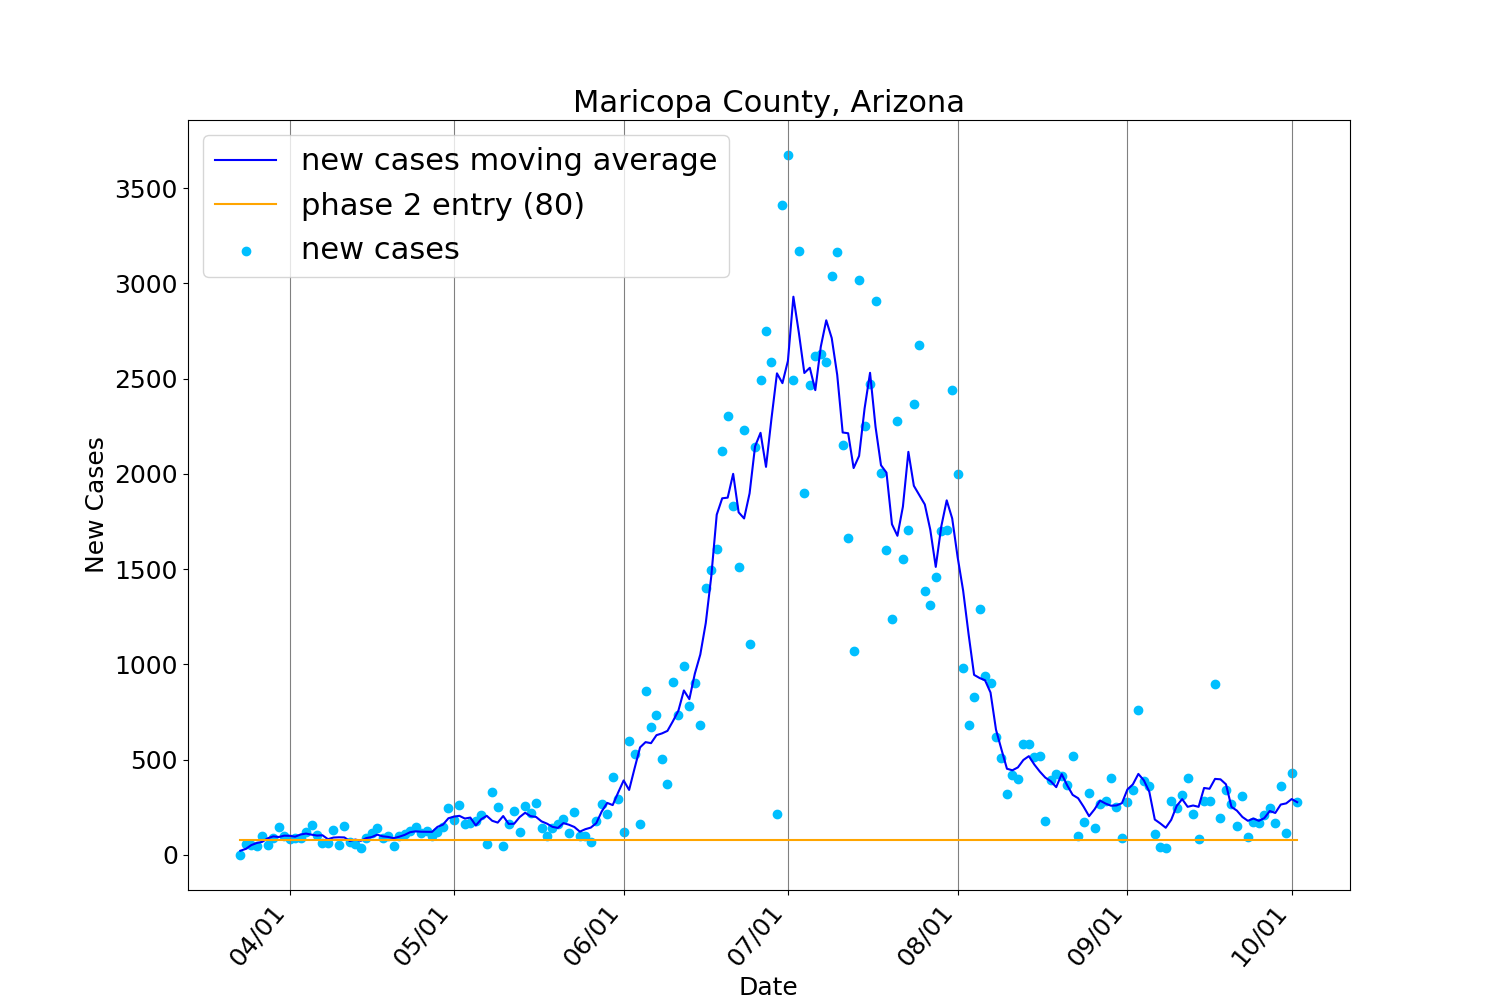 Maricopa County, Arizona
new cases moving average
phase 2 entry (80)
new cases
3500
3000
2500
2000
1500
1000
500
0
New Cases
04/01
05/01
06/01
07/01
08/01
09/01
10/01
Date